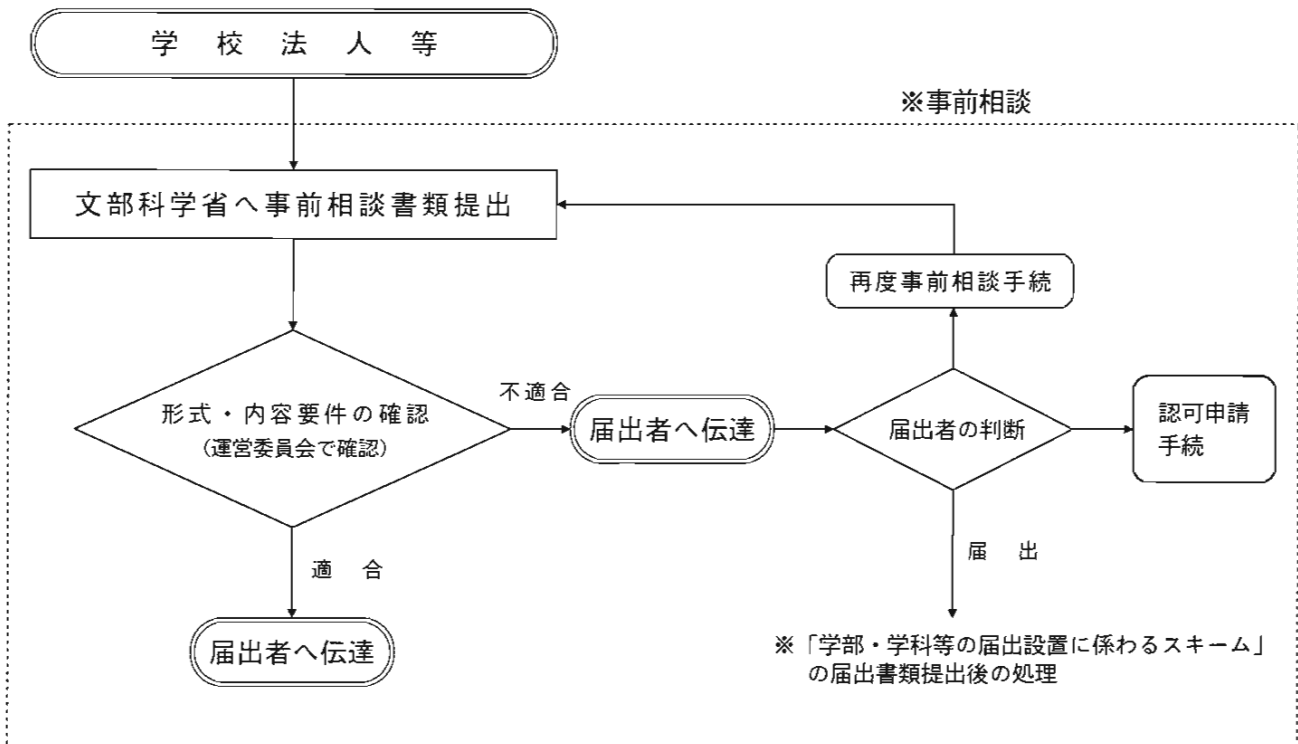 学校法人等
※事前相談
文部科学省へ事前相談書類提出
再度事前相談手続
形式・内容要件の確認
(運営委員会で確認)
不適合
届出者へ伝達
届出者の判断
認可申請
手続
適合
届出
届出者へ伝達
※「学部・学科等の届出設置に係わるスキーム」
の届出書類提出後の処理